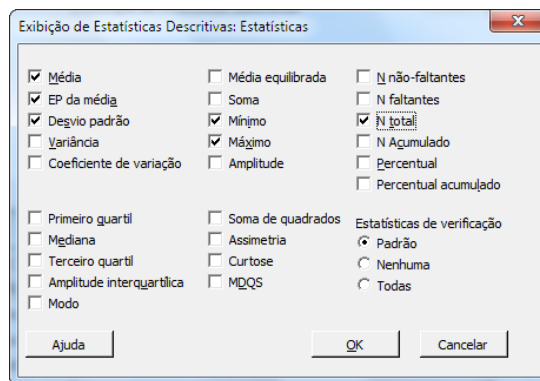 Exibição de Estatísticas Descritivas: Estatísticas
Média
EP da média
Desvio padrão
Variância
Coeficiente de variação
Média equilibrada
Soma
Mínimo
Máximo
Amplitude
N não-faltantes
N faltantes
N total
N Acumulado
Percentual
Percentual acumulado
Primeiro quartil
Mediana
Terceiro quartil
Amplitude interquartílica
Modo
Soma de quadrados
Assimetria
Curtose
MDQS
Estatísticas de verificação
Padrão
Nenhuma
Todas
Ajuda
OK
Cancelar